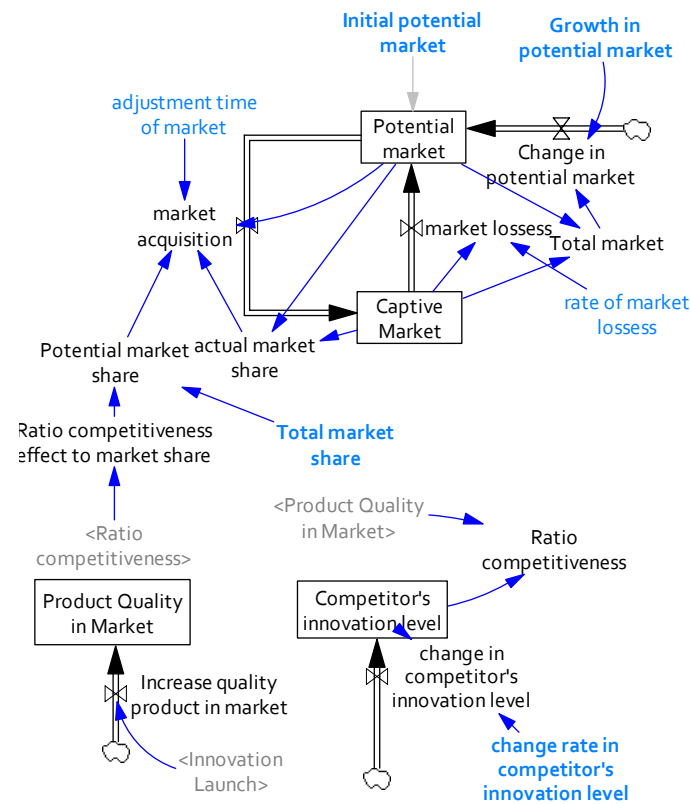 Initial potential
market
Growth in
potential market
adjustment time
of market
Potential
market
Change in
potential market
market
acquisition
market lossess
Total market
rate of market
lossess
Captive
Market
Potential market
share
actual market
share
Ratio competitiveness
effect to market share
Total market
share
<Ratio
competitiveness>
<Product Quality
in Market>
Ratio
competitiveness
Product Quality
in Market
Competitor's
innovation level
Increase quality
product in market
change in
competitor's
innovation level
<Innovation
Launch>
change rate in
competitor's
innovation level